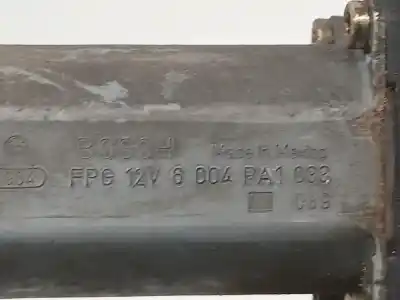 BOSCH Made in Mexico
FPG 12V 6 004 RA1 033